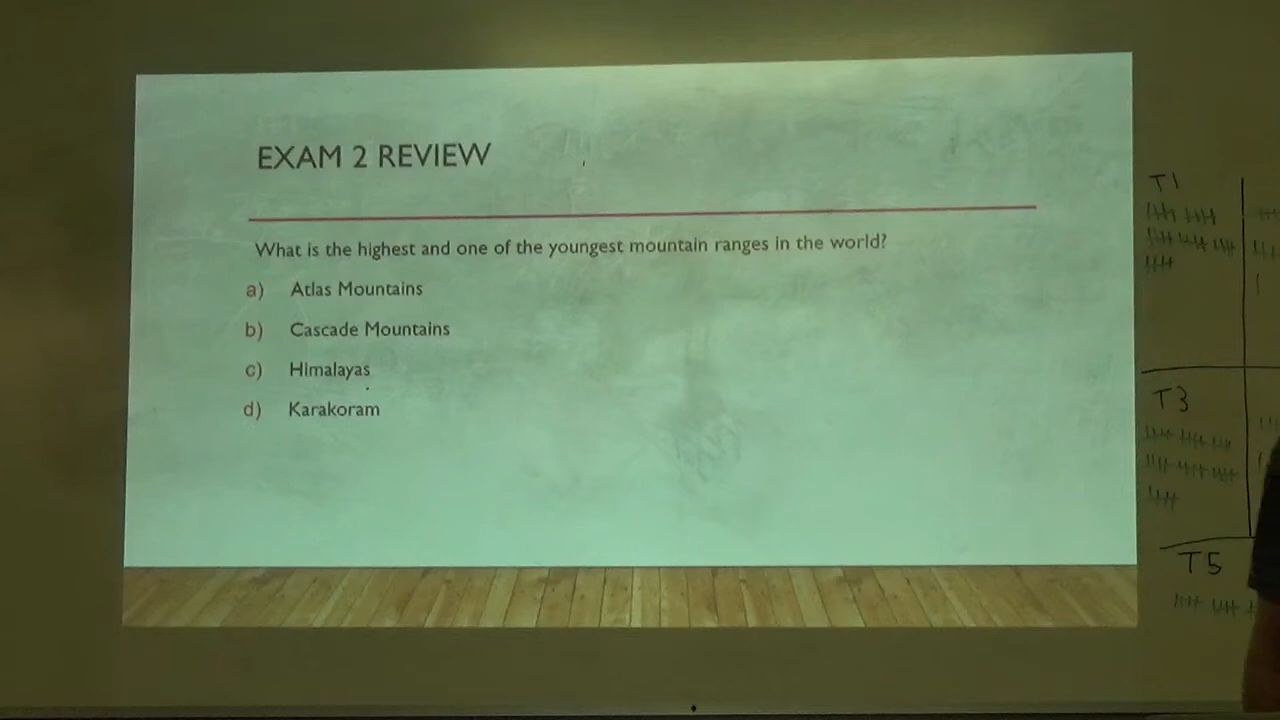 EXAM 2 REVIEW
What is the highest and one of the youngest mountain ranges in the world?
a) Atlas Mountains
b) Cascade Mountains
c) Himalayas
d) Karakoram
T1
T3
T5